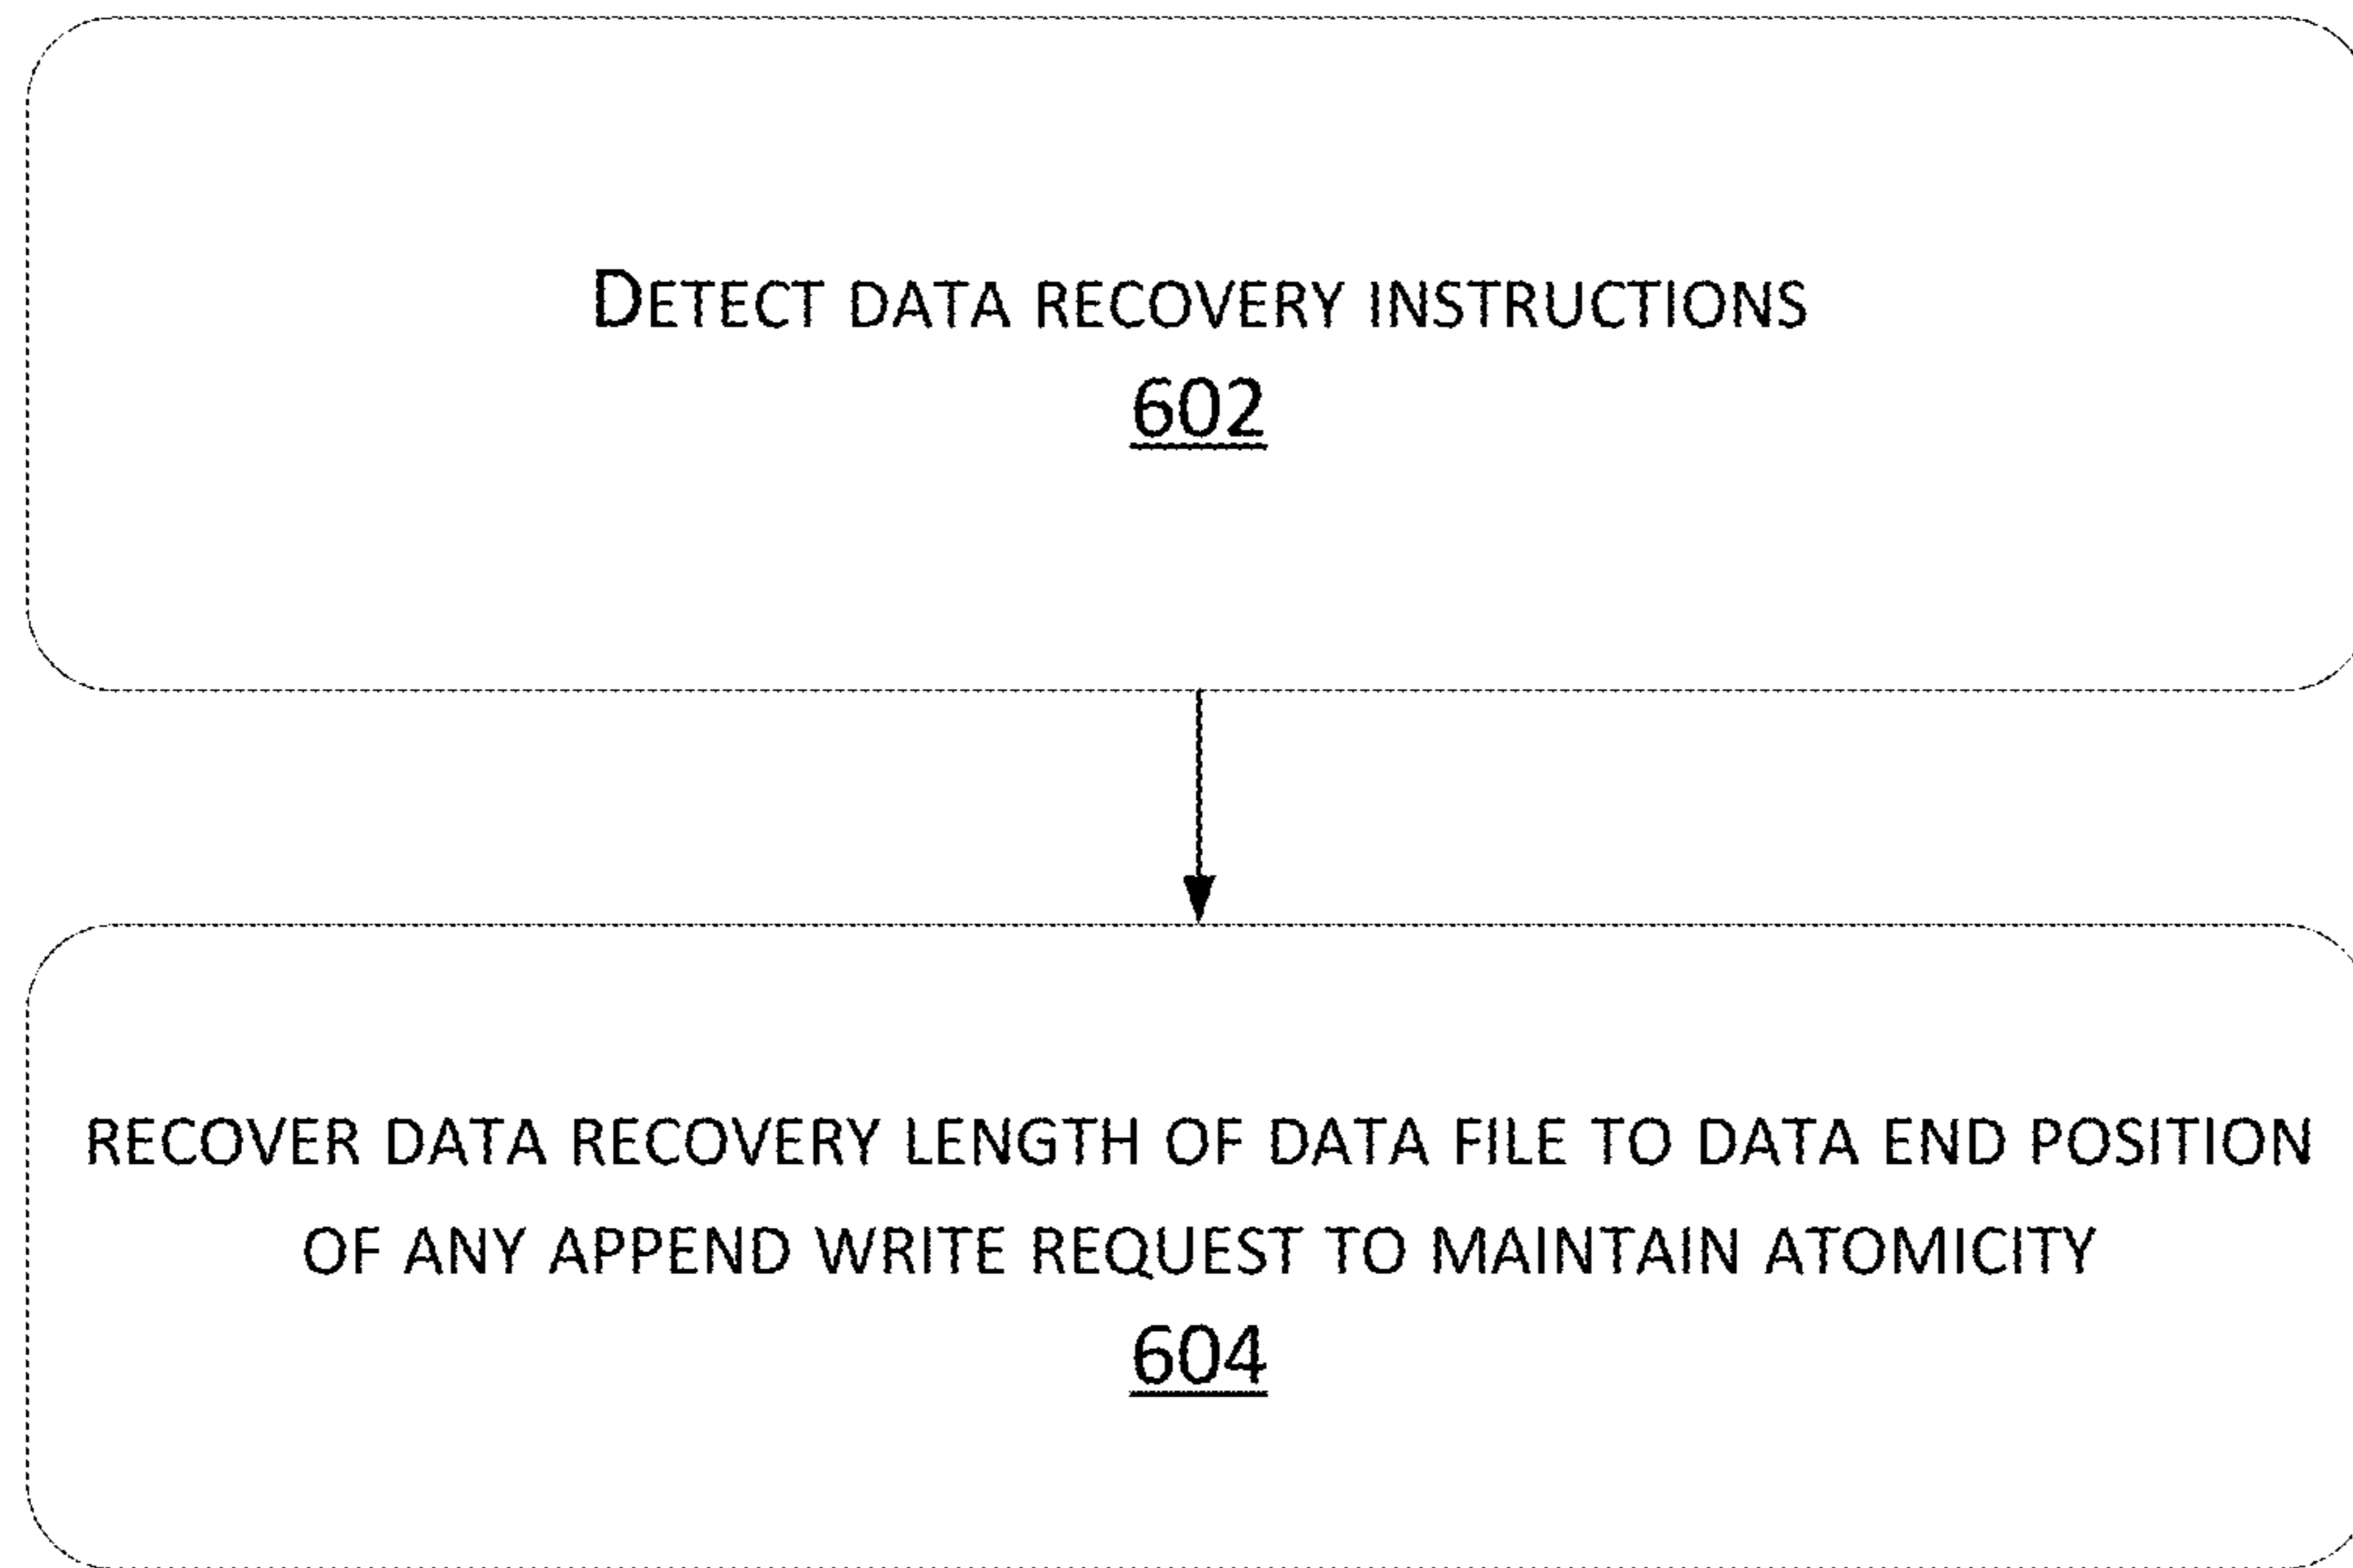 DETECT DATA RECOVERY INSTRUCTIONS
602
RECOVER DATA RECOVERY LENGTH OF DATA FILE TO DATA END POSITION
OF ANY APPEND WRITE REQUEST TO MAINTAIN ATOMICITY
604